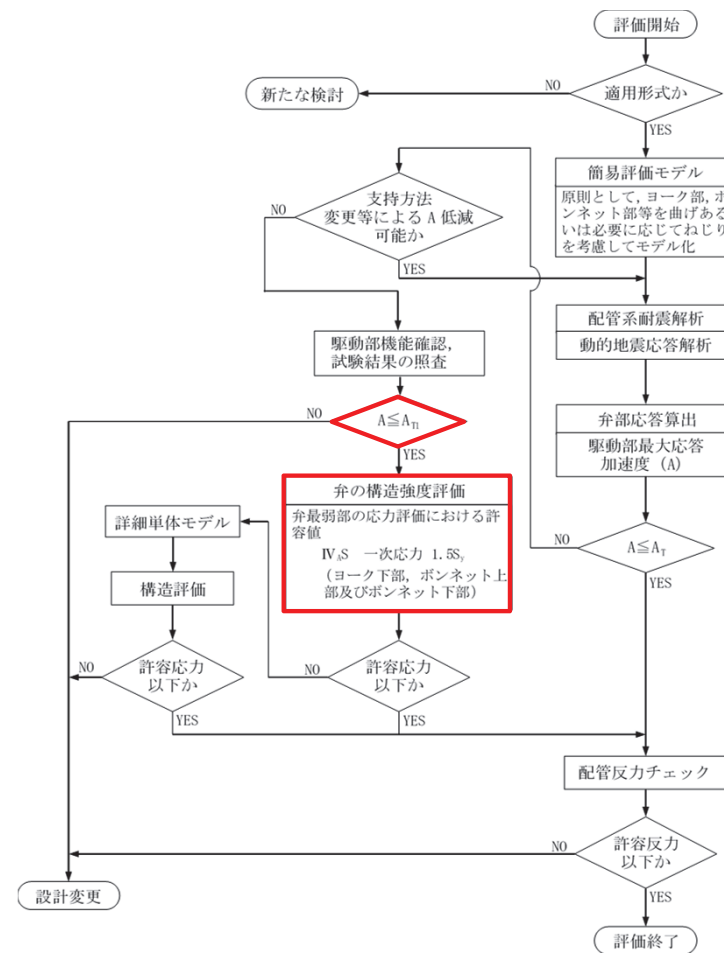 評価開始
適用形式か
NO
新たな検討
YES
簡易評価モデル
原則として,ヨーク部,ボ
ンネット部等を曲げある
いは必要に応じてねじり
を考慮してモデル化
支持方法
変更等による A 低減
可能か
NO
YES
配管系耐震解析
動的地震応答解析
駆動部機能確認,
試験結果の照査
弁部応答算出
駆動部最大応答
加速度 (A)
A≦A_T1
NO
YES
A≦A_T
NO
YES
弁の構造強度評価
弁最弱部の応力評価における許
容値
Ⅳ_AS 一次応力 1.5S_y
(ヨーク下部, ボンネット上
部及びボンネット下部)
詳細単体モデル
構造評価
許容応力
以下か
NO
YES
許容応力
以下か
NO
YES
配管反力チェック
許容反力
以下か
NO
YES
設計変更
評価終了